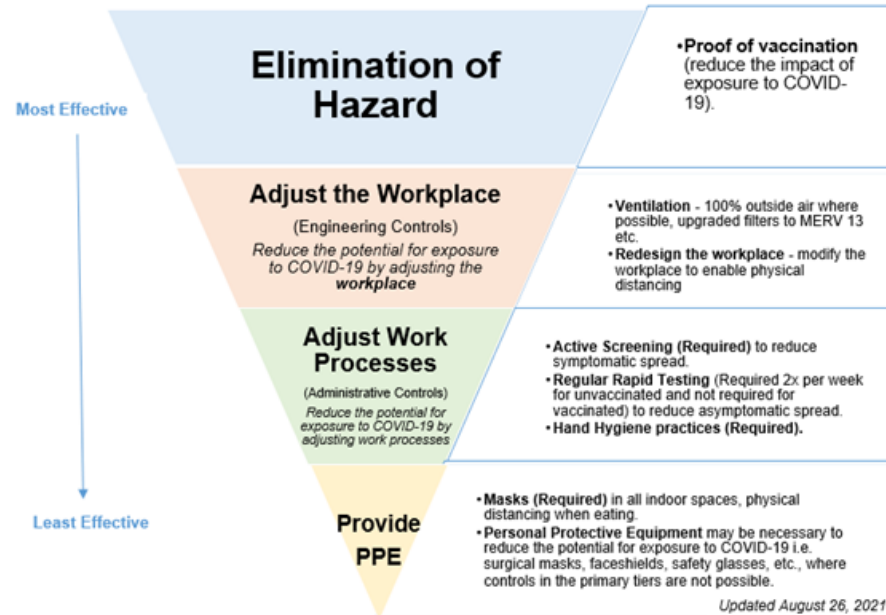 Most Effective
Least Effective
Elimination of
Hazard
•Proof of vaccination
(reduce the impact of
exposure to COVID-
19).
Adjust the Workplace
(Engineering Controls)
Reduce the potential for exposure
to COVID-19 by adjusting the
workplace
•Ventilation - 100% outside air where
possible, upgraded filters to MERV 13
etc.
•Redesign the workplace - modify the
workplace to enable physical
distancing
Adjust Work
Processes
(Administrative Controls)
Reduce the potential for
exposure to COVID-19 by
adjusting work processes
•Active Screening (Required) to reduce
symptomatic spread.
•Regular Rapid Testing (Required 2x per week
for unvaccinated and not required for
vaccinated) to reduce asymptomatic spread.
•Hand Hygiene practices (Required).
Provide
PPE
•Masks (Required) in all indoor spaces, physical
distancing when eating.
•Personal Protective Equipment may be necessary to
reduce the potential for exposure to COVID-19 i.e.
surgical masks, faceshields, safety glasses, etc., where
controls in the primary tiers are not possible.
Updated August 26, 2021